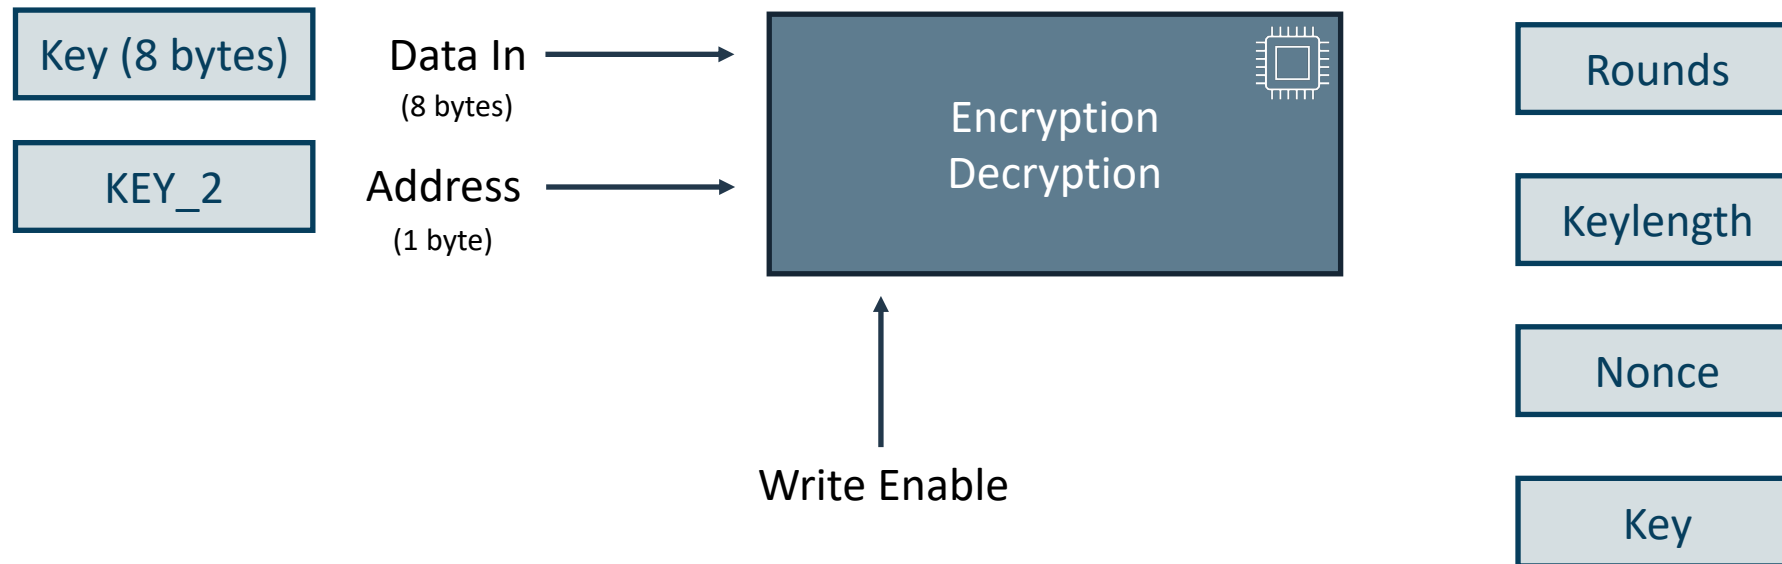 Key (8 bytes)
KEY_2
Data In
(8 bytes)
Address
(1 byte)
Encryption
Decryption
Write Enable
Rounds
Keylength
Nonce
Key